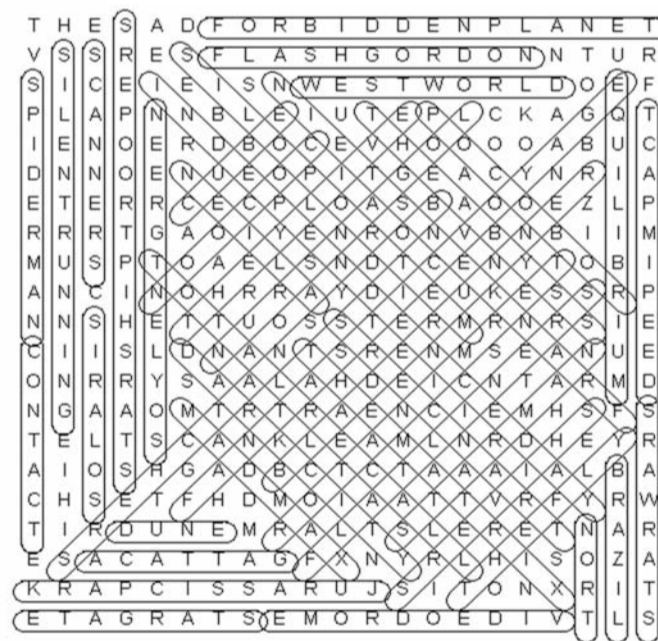 T H E S A D F O R B I D D E N P L A N E T
V S S R E S F L A S H G O R D O N N T U R
S I C E I E I S N W E S T W O R L D O E F
P L A P N N B L E I U T E P L C K A G Q T
I E N O E R D B O C E V H O O O O A B U C
D N N O E N U E O P I T G E A C Y N R I A
E T E R R C E C P L O A S B A O O E Z L P
R R R T G A O I Y E N R O N V B N B I I M
M U S P T O A E L S N D T C E N Y T O B I
A N C I N O H R R A Y D I E U K E S S R P
N N S H E T T U O S S T E R M R N R S I E
C I I S L D N A N T S R E N M S E A N U E
O N R R Y S A A L A H D E I C N T A R M D
N G A A O M T R T R A E N C I E M H S F S
T E L T S C A N K L E A M L N R D H E Y R
A I O S H G A D B C T C T A A A I A L B A
C H S E T F H D M O I A A T T V R F Y R W
T I R D U N E M R A L T S L E R E T N A R
E S A C A T T A G F X N Y R L H I S O Z A
K R A P C I S S A R U J S I T O N X R I T
E T A G R A T S E M O R D O E D I V T L S